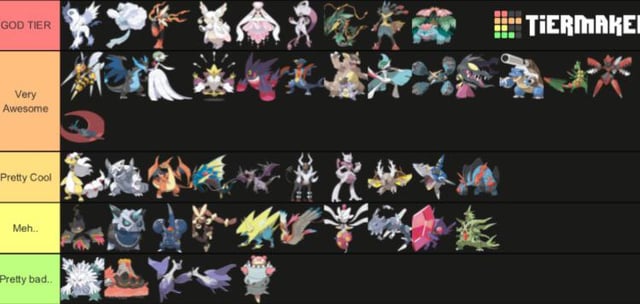 GOD TIER
TiERMAKER
Very
Awesome
Pretty Cool
Meh..
Pretty bad..